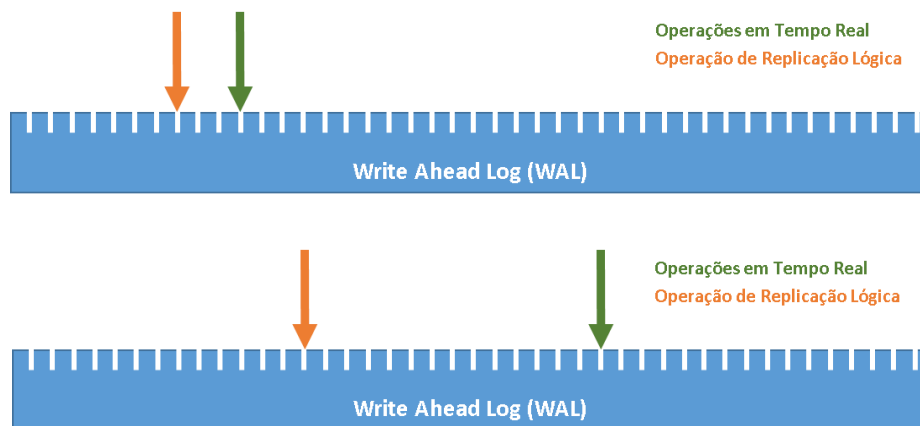 Operações em Tempo Real
Operação de Replicação Lógica
Write Ahead Log (WAL)
Operações em Tempo Real
Operação de Replicação Lógica
Write Ahead Log (WAL)